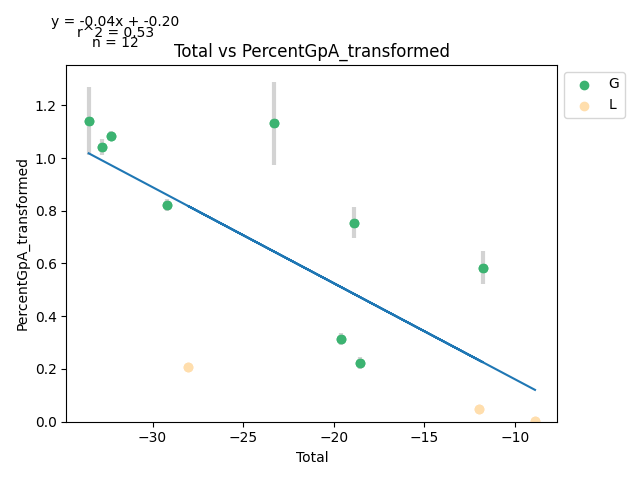 y = -0.04x + -0.20
r^2 = 0.53
n = 12
Total vs PercentGpA_transformed
G
L
1.2
1.0
0.8
0.6
0.4
0.2
0.0
PercentGpA_transformed
−30
−25
−20
−15
−10
Total